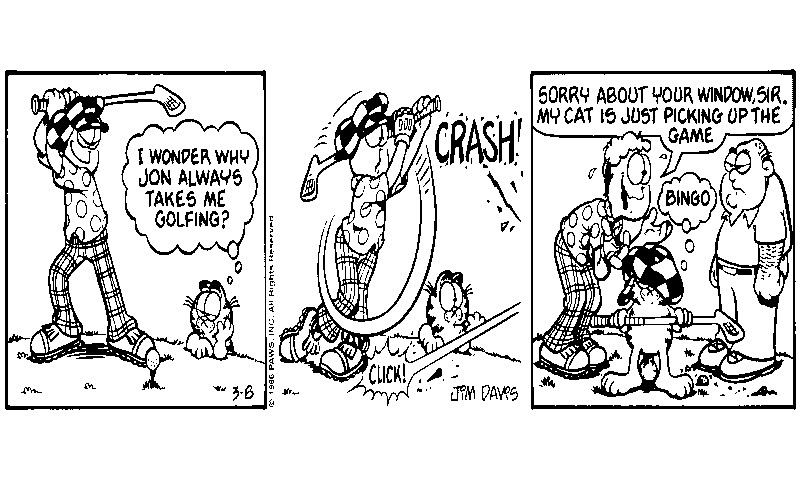 I WONDER WHY
JON ALWAYS
TAKES ME
GOLFING?
3-8
© 1986 PAWS, INC. All Rights Reserved
CRASH!
CLICK!
JIM DAVIS
SORRY ABOUT YOUR WINDOW, SIR.
MY CAT IS JUST PICKING UP THE
GAME
BINGO